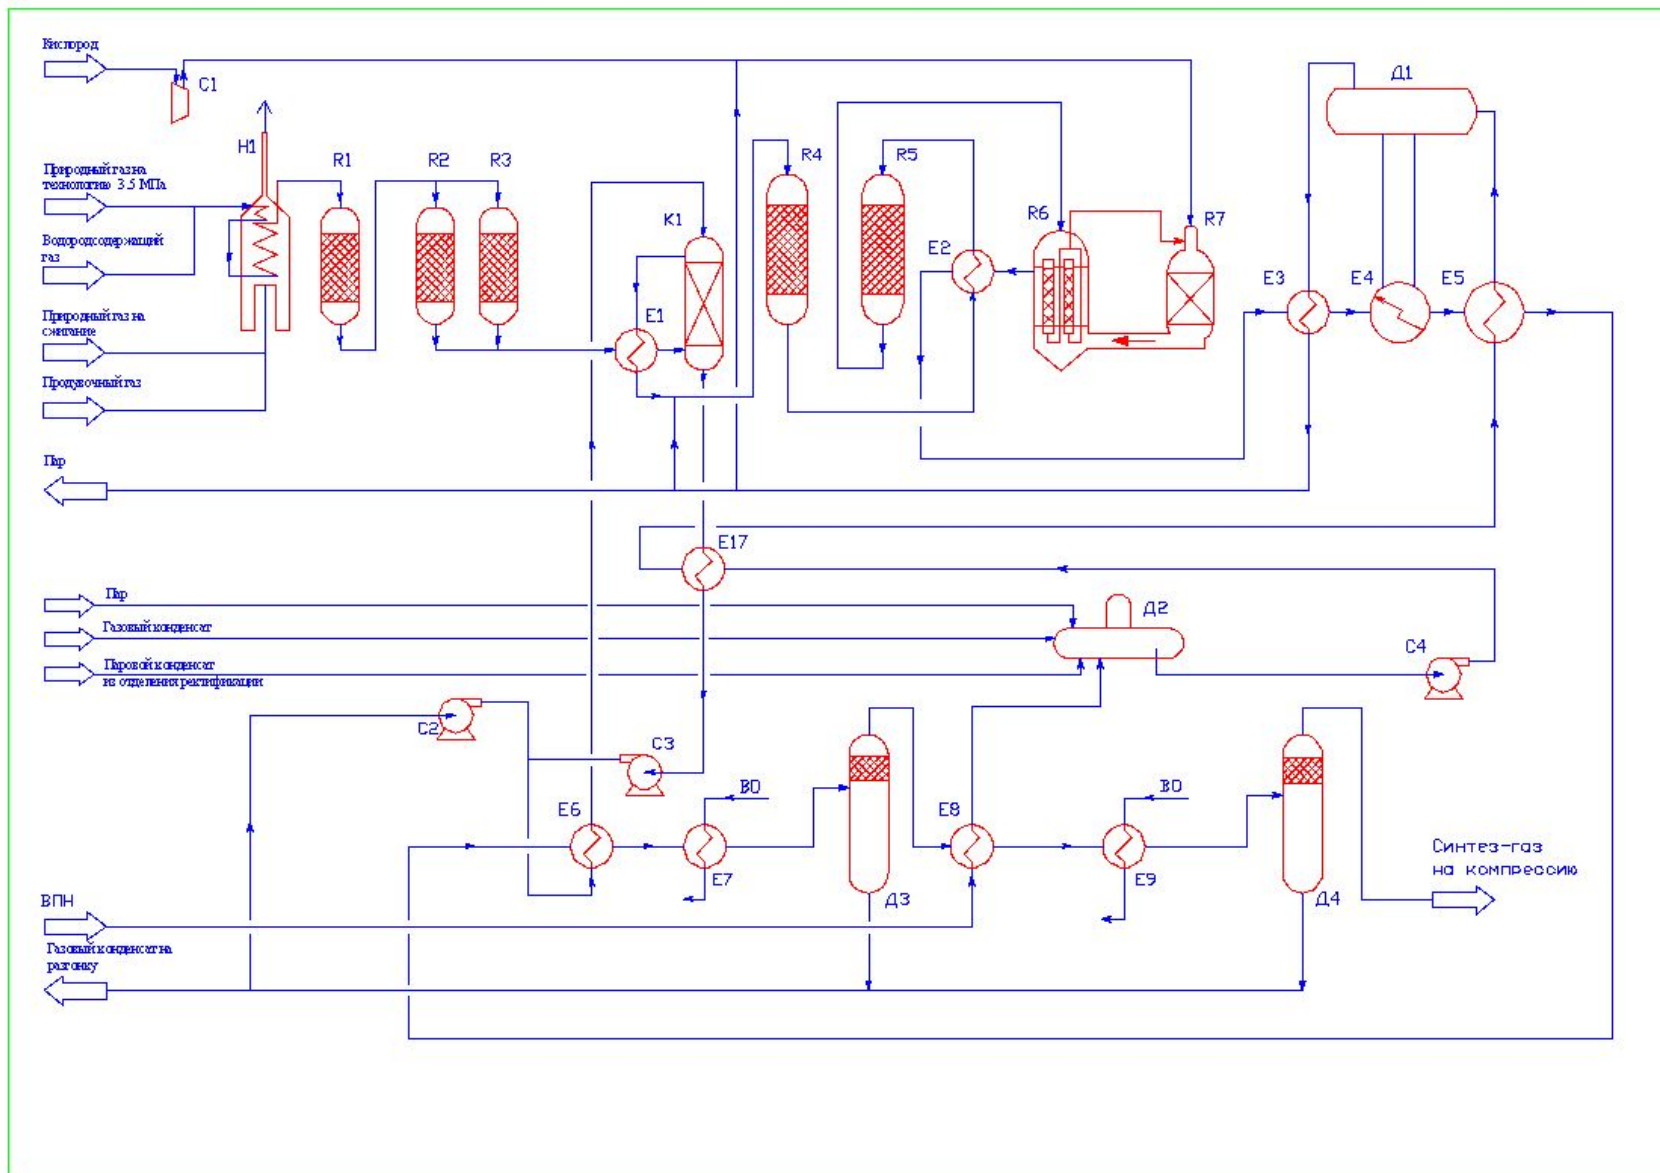 Кислород
C1
Д1
H1
R1
R2
R3
R4
R5
Природный газ на
технологию 3.5 МПа
K1
R6
R7
Водородсодержащий
газ
E2
E3
E4
E5
Природный газ на
сжигание
E1
Продувочный газ
Пар
E17
Пар
Д2
Газовый конденсат
C4
Паровой конденсат
из отделения ректификации
C2
C3
ВО
ВО
E6
E8
Синтез-газ
на компрессию
E7
E9
ВПН
Д3
Д4
Газовый конденсат на
разгонку